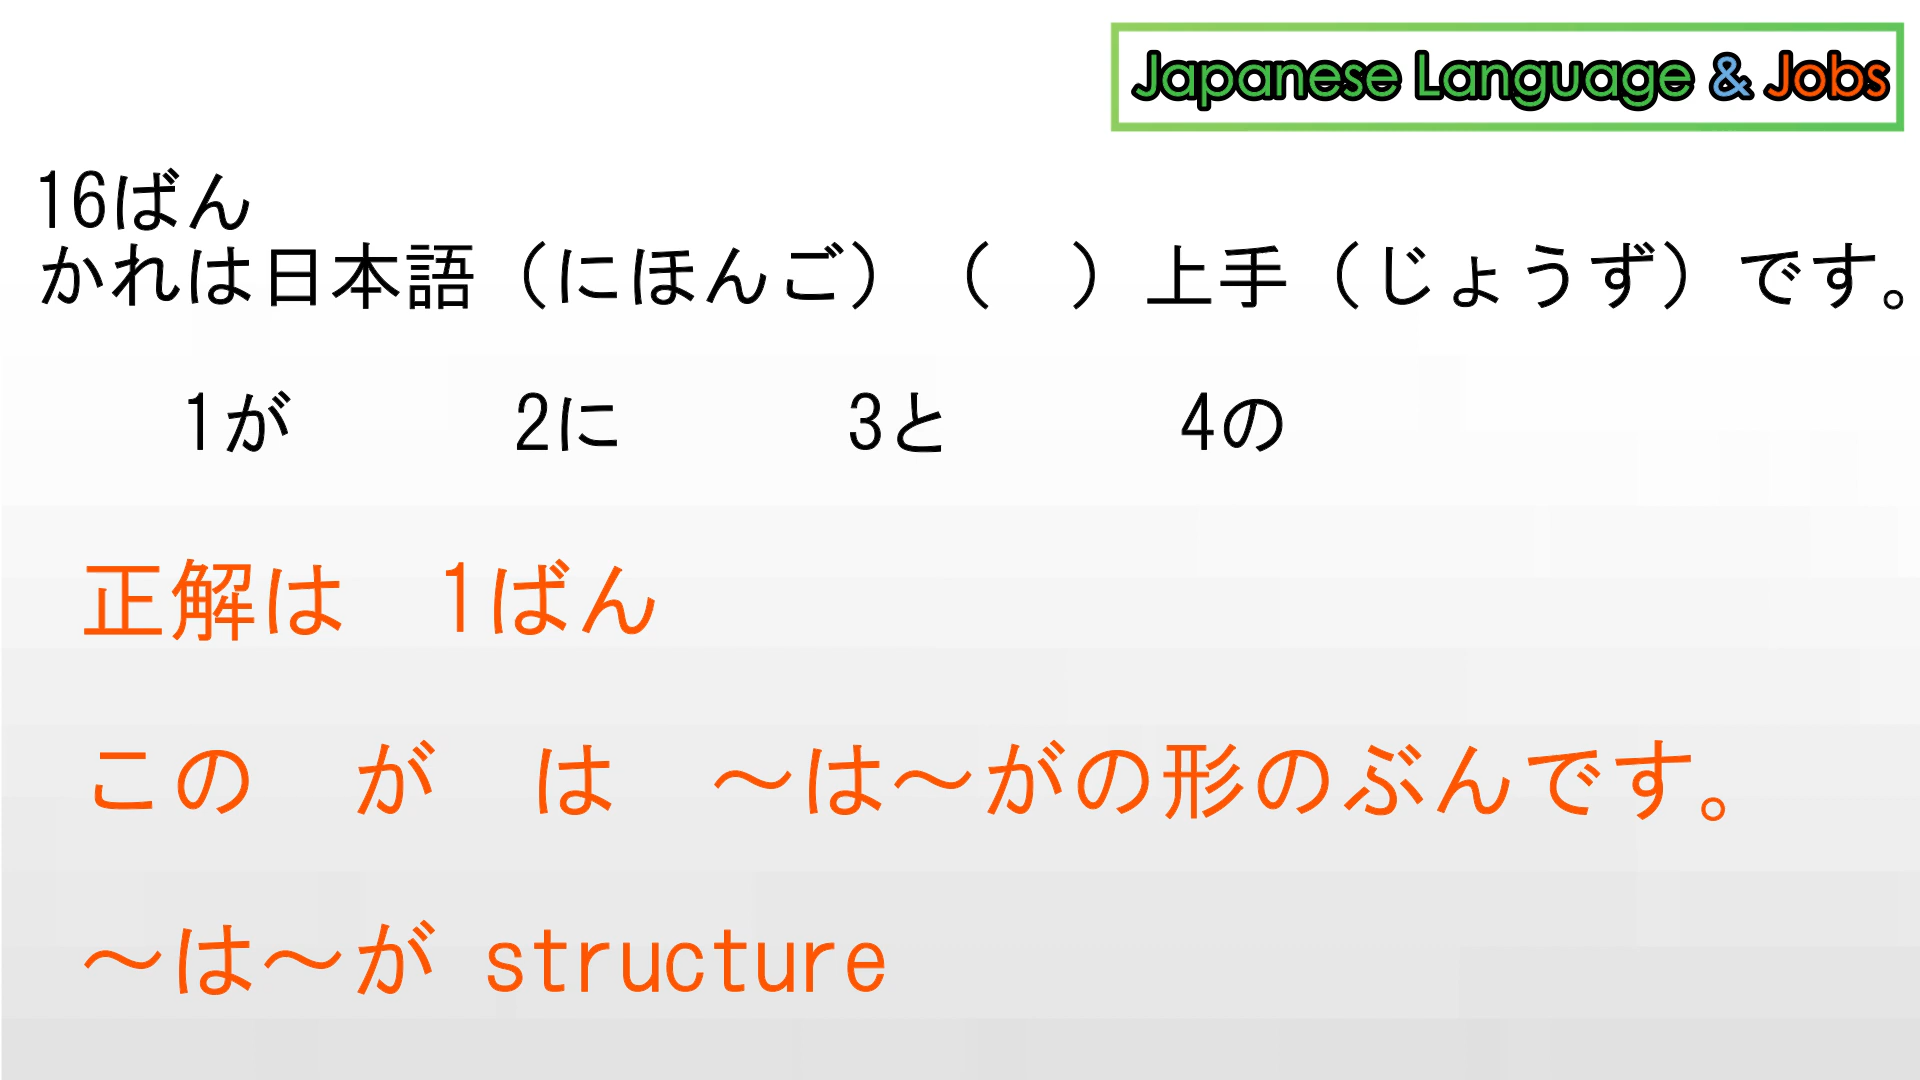 Japanese Language & Jobs
16ばん
かれは日本語（にほんご）（　）上手（じょうず）です。
1が　2に　3と　4の
正解は　1ばん
この　が　は　～は～がの形のぶんです。
～は～が structure